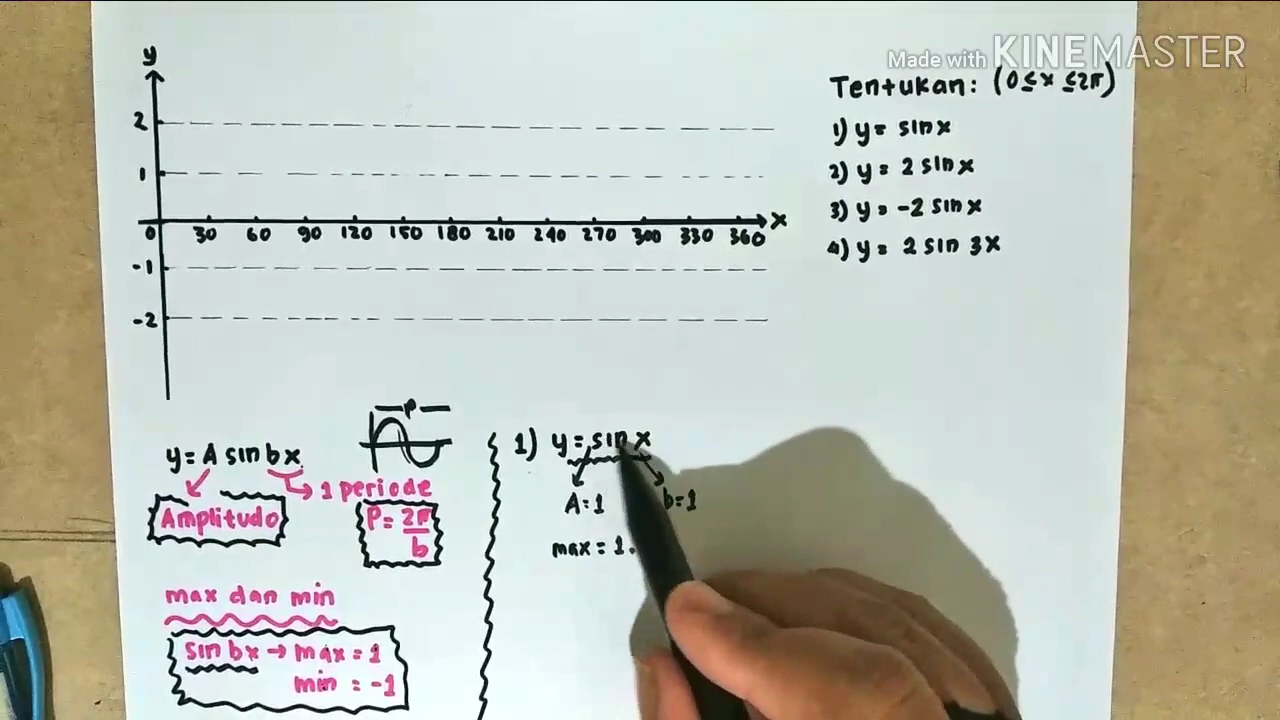 Made with KINEMASTER
y
2
1
0 30 60 90 120 150 180 210 240 270 300 330 360 x
-1
-2
Tentukan: (0≤x≤2π)
1) y = sin x
2) y = 2 sin x
3) y = -2 sin x
4) y = 2 sin 3x
P
y = A sin bx
1 periode
Amplitudo
P = 2π/b
max dan min
sin bx → max = 1
min = -1
1) y = sin x
A = 1 b = 1
max = 1.